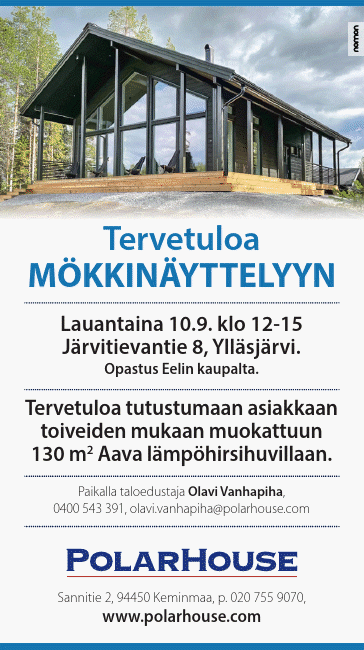 nemen
Tervetuloa
MÖKKINÄYTTELYYN
Lauantaina 10.9. klo 12-15
Järvitievantie 8, Ylläsjärvi.
Opastus Eelin kaupalta.
Tervetuloa tutustumaan asiakkaan
toiveiden mukaan muokattuun
130 m² Aava lämpöhirsihuvillaan.
Paikalla taloedustaja Olavi Vanhapiha,
0400 543 391, olavi.vanhapiha@polarhouse.com
POLARHOUSE
Sannitie 2, 94450 Keminmaa, p. 020 755 9070,
www.polarhouse.com